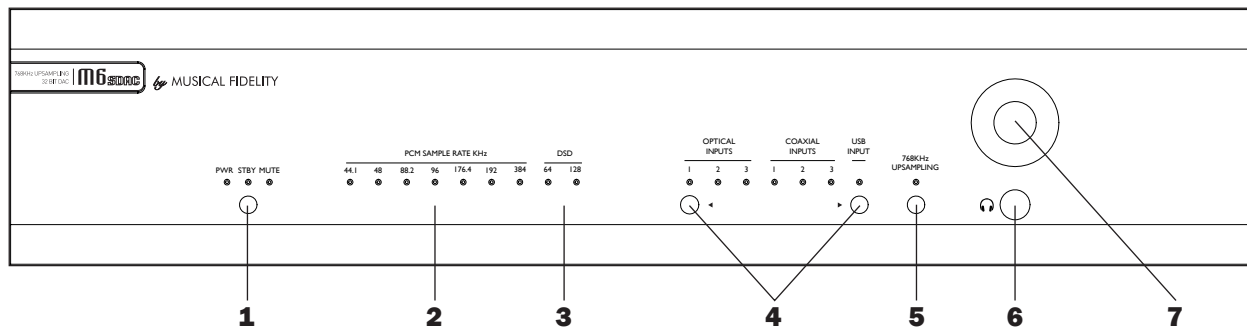 768KHz UPSAMPLING
32 BIT DAC
M6 SDAC
by MUSICAL FIDELITY
PWR STBY MUTE
PCM SAMPLE RATE KHz
44.1 48 88.2 96 176.4 192 384
DSD
64 128
OPTICAL
INPUTS
1 2 3
COAXIAL
INPUTS
1 2 3
USB
INPUT
768KHz
UPSAMPLING
1 2 3 4 5 6 7